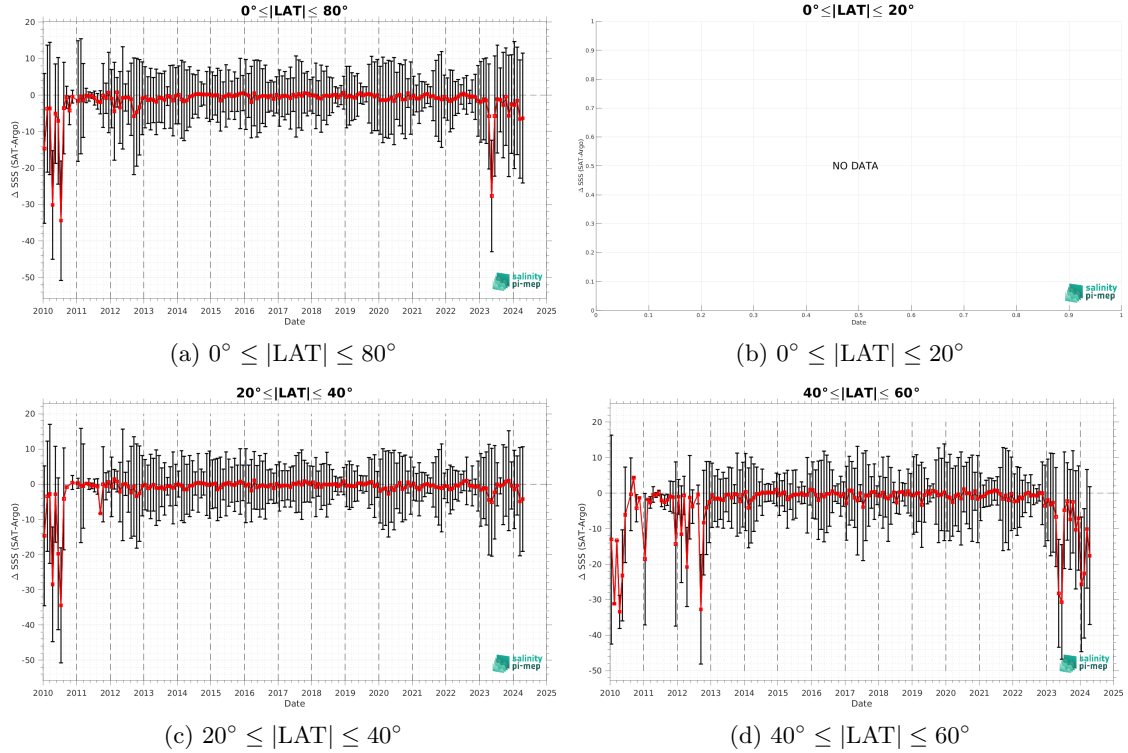 0°≤|LAT|≤ 80°
20
10
0
-10
-20
-30
-40
-50
Δ SSS (SAT-Argo)
2010 2011 2012 2013 2014 2015 2016 2017 2018 2019 2020 2021 2022 2023 2024 2025
Date
salinity
pi-mep
(a) 0° ≤ |LAT| ≤ 80°
0°≤|LAT|≤ 20°
1
0.9
0.8
0.7
0.6
0.5
0.4
0.3
0.2
0.1
0
Δ SSS (SAT-Argo)
NO DATA
0 0.1 0.2 0.3 0.4 0.5 0.6 0.7 0.8 0.9 1
Date
salinity
pi-mep
(b) 0° ≤ |LAT| ≤ 20°
20°≤|LAT|≤ 40°
20
10
0
-10
-20
-30
-40
-50
Δ SSS (SAT-Argo)
2010 2011 2012 2013 2014 2015 2016 2017 2018 2019 2020 2021 2022 2023 2024 2025
Date
salinity
pi-mep
(c) 20° ≤ |LAT| ≤ 40°
40°≤|LAT|≤ 60°
20
10
0
-10
-20
-30
-40
-50
Δ SSS (SAT-Argo)
2010 2011 2012 2013 2014 2015 2016 2017 2018 2019 2020 2021 2022 2023 2024 2025
Date
salinity
pi-mep
(d) 40° ≤ |LAT| ≤ 60°